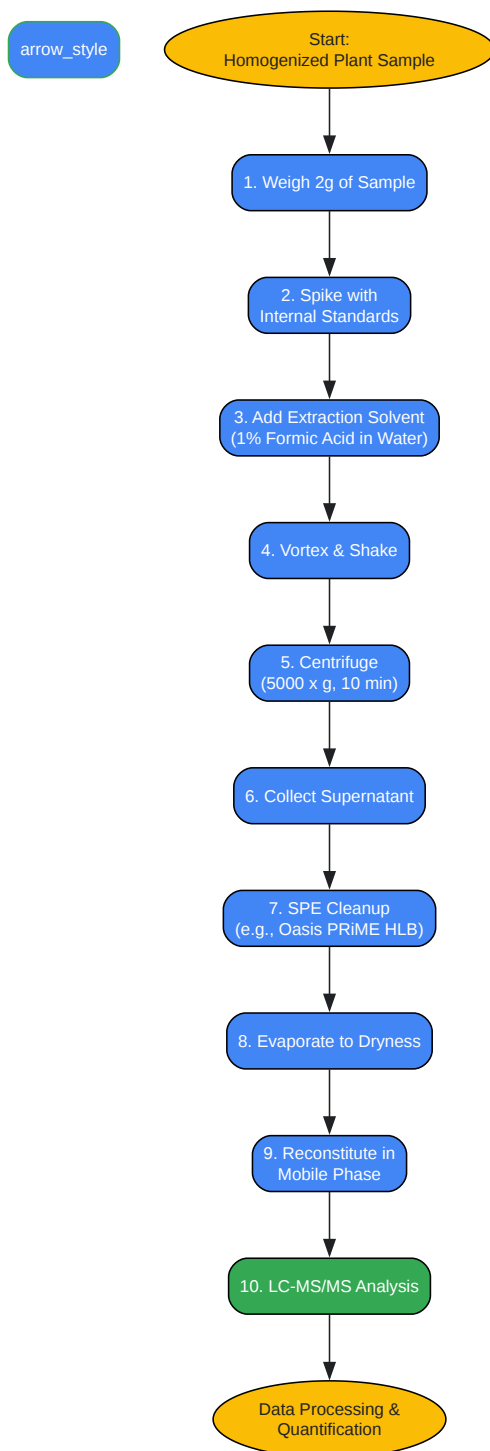 arrow_style
Start:
Homogenized Plant Sample
1. Weigh 2g of Sample
2. Spike with
Internal Standards
3. Add Extraction Solvent
(1% Formic Acid in Water)
4. Vortex & Shake
5. Centrifuge
(5000 x g, 10 min)
6. Collect Supernatant
7. SPE Cleanup
(e.g., Oasis PRiME HLB)
8. Evaporate to Dryness
9. Reconstitute in
Mobile Phase
10. LC-MS/MS Analysis
Data Processing &
Quantification